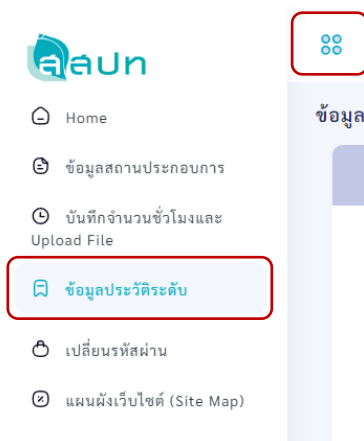 สสปท
Home
ข้อมูล
ข้อมูลสถานประกอบการ
บันทึกจำนวนชั่วโมงและ
Upload File
ข้อมูลประวัติระดับ
เปลี่ยนรหัสผ่าน
แผนผังเว็บไซต์ (Site Map)